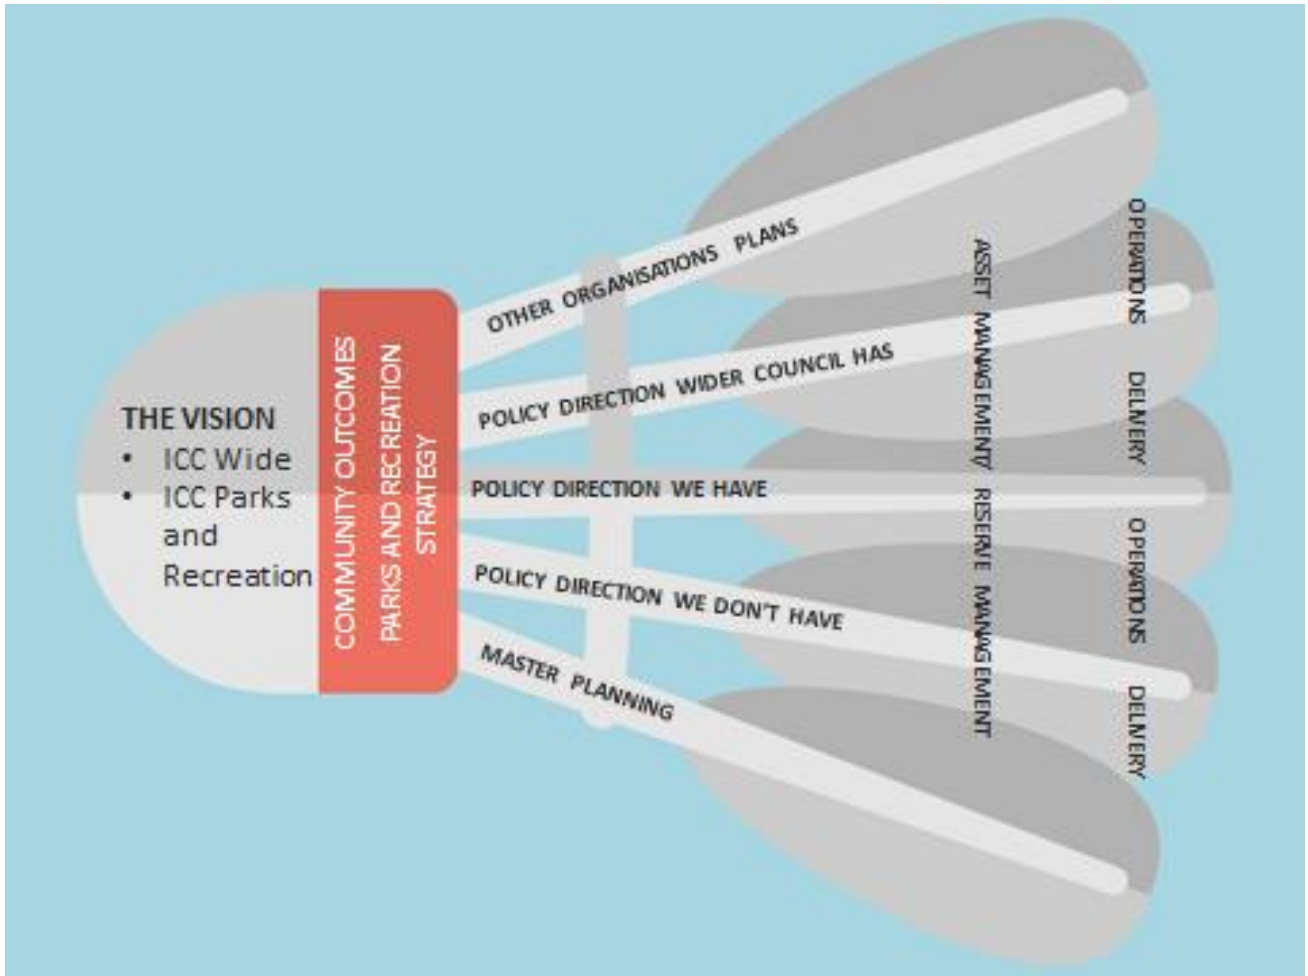 THE VISION
• ICC Wide
• ICC Parks
and
Recreation
COMMUNITY OUTCOMES
PARKS AND RECREATION
STRATEGY
OTHER ORGANISATIONS PLANS
POLICY DIRECTION WIDER COUNCIL HAS
POLICY DIRECTION WE HAVE
POLICY DIRECTION WE DON'T HAVE
MASTER PLANNING
ASSET MANAGEMENT/ RESERVE MANAGEMENT
OPERATIONS DELIVERY OPERATIONS DELIVERY